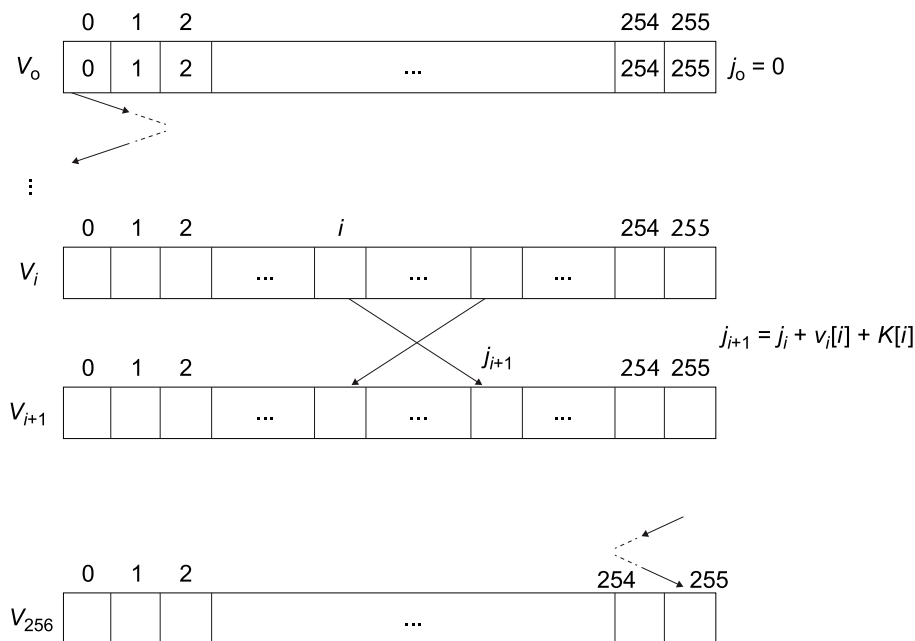 0 1 2 254 255
V₀ 0 1 2 ... 254 255 j₀ = 0
⋮
0 1 2 i 254 255
Vᵢ ... ... ...
jᵢ₊₁ = jᵢ + vᵢ[i] + K[i]
jᵢ₊₁
0 1 2 254 255
Vᵢ₊₁ ... ... ...
0 1 2 254 255
V₂₅₆ ...